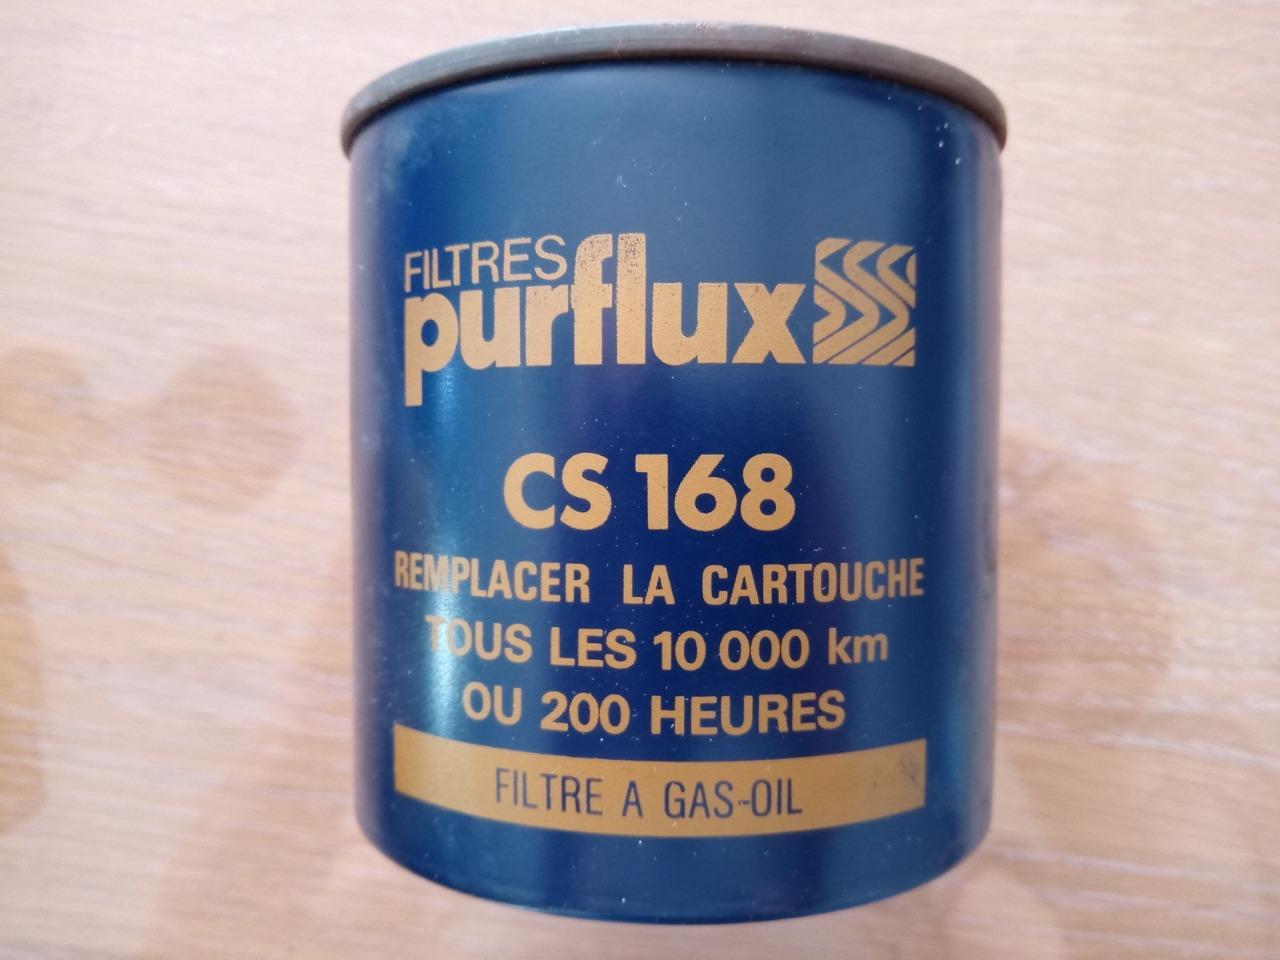 FILTRES
purflux
CS 168
REMPLACER LA CARTOUCHE
TOUS LES 10 000 km
OU 200 HEURES
FILTRE A GAS-OIL